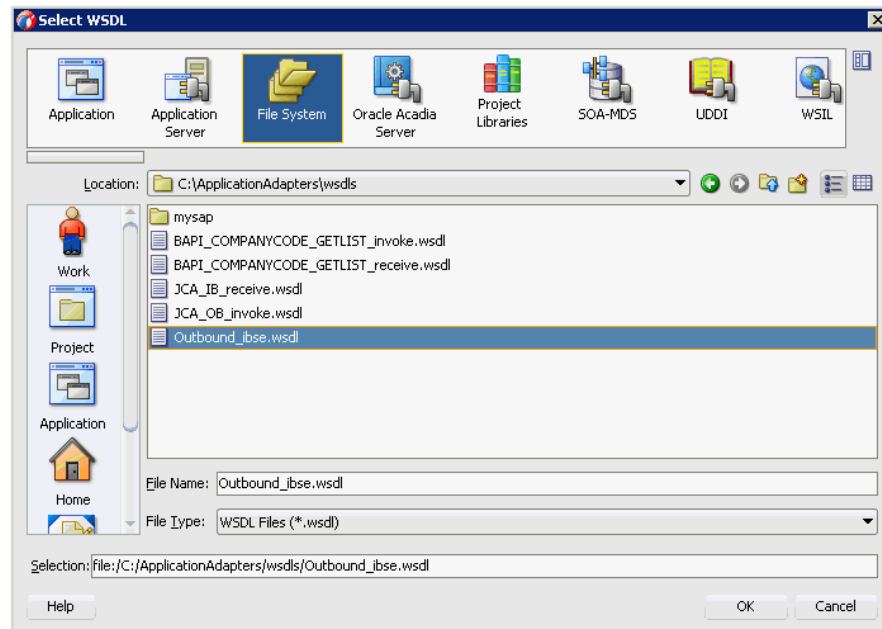 Select WSDL
Application
Application Server
File System
Oracle Acadia Server
Project Libraries
SOA-MDS
UDDI
WSIL
Location: C:\ApplicationAdapters\wsdls
Work
Project
Application
Home
mysap
BAPI_COMPANYCODE_GETLIST_invoke.wsdl
BAPI_COMPANYCODE_GETLIST_receive.wsdl
JCA_IB_receive.wsdl
JCA_OB_invoke.wsdl
Outbound_ibse.wsdl
File Name: Outbound_ibse.wsdl
File Type: WSDL Files (*.wsdl)
Selection: file:/C:/ApplicationAdapters/wsdls/Outbound_ibse.wsdl
Help
OK
Cancel